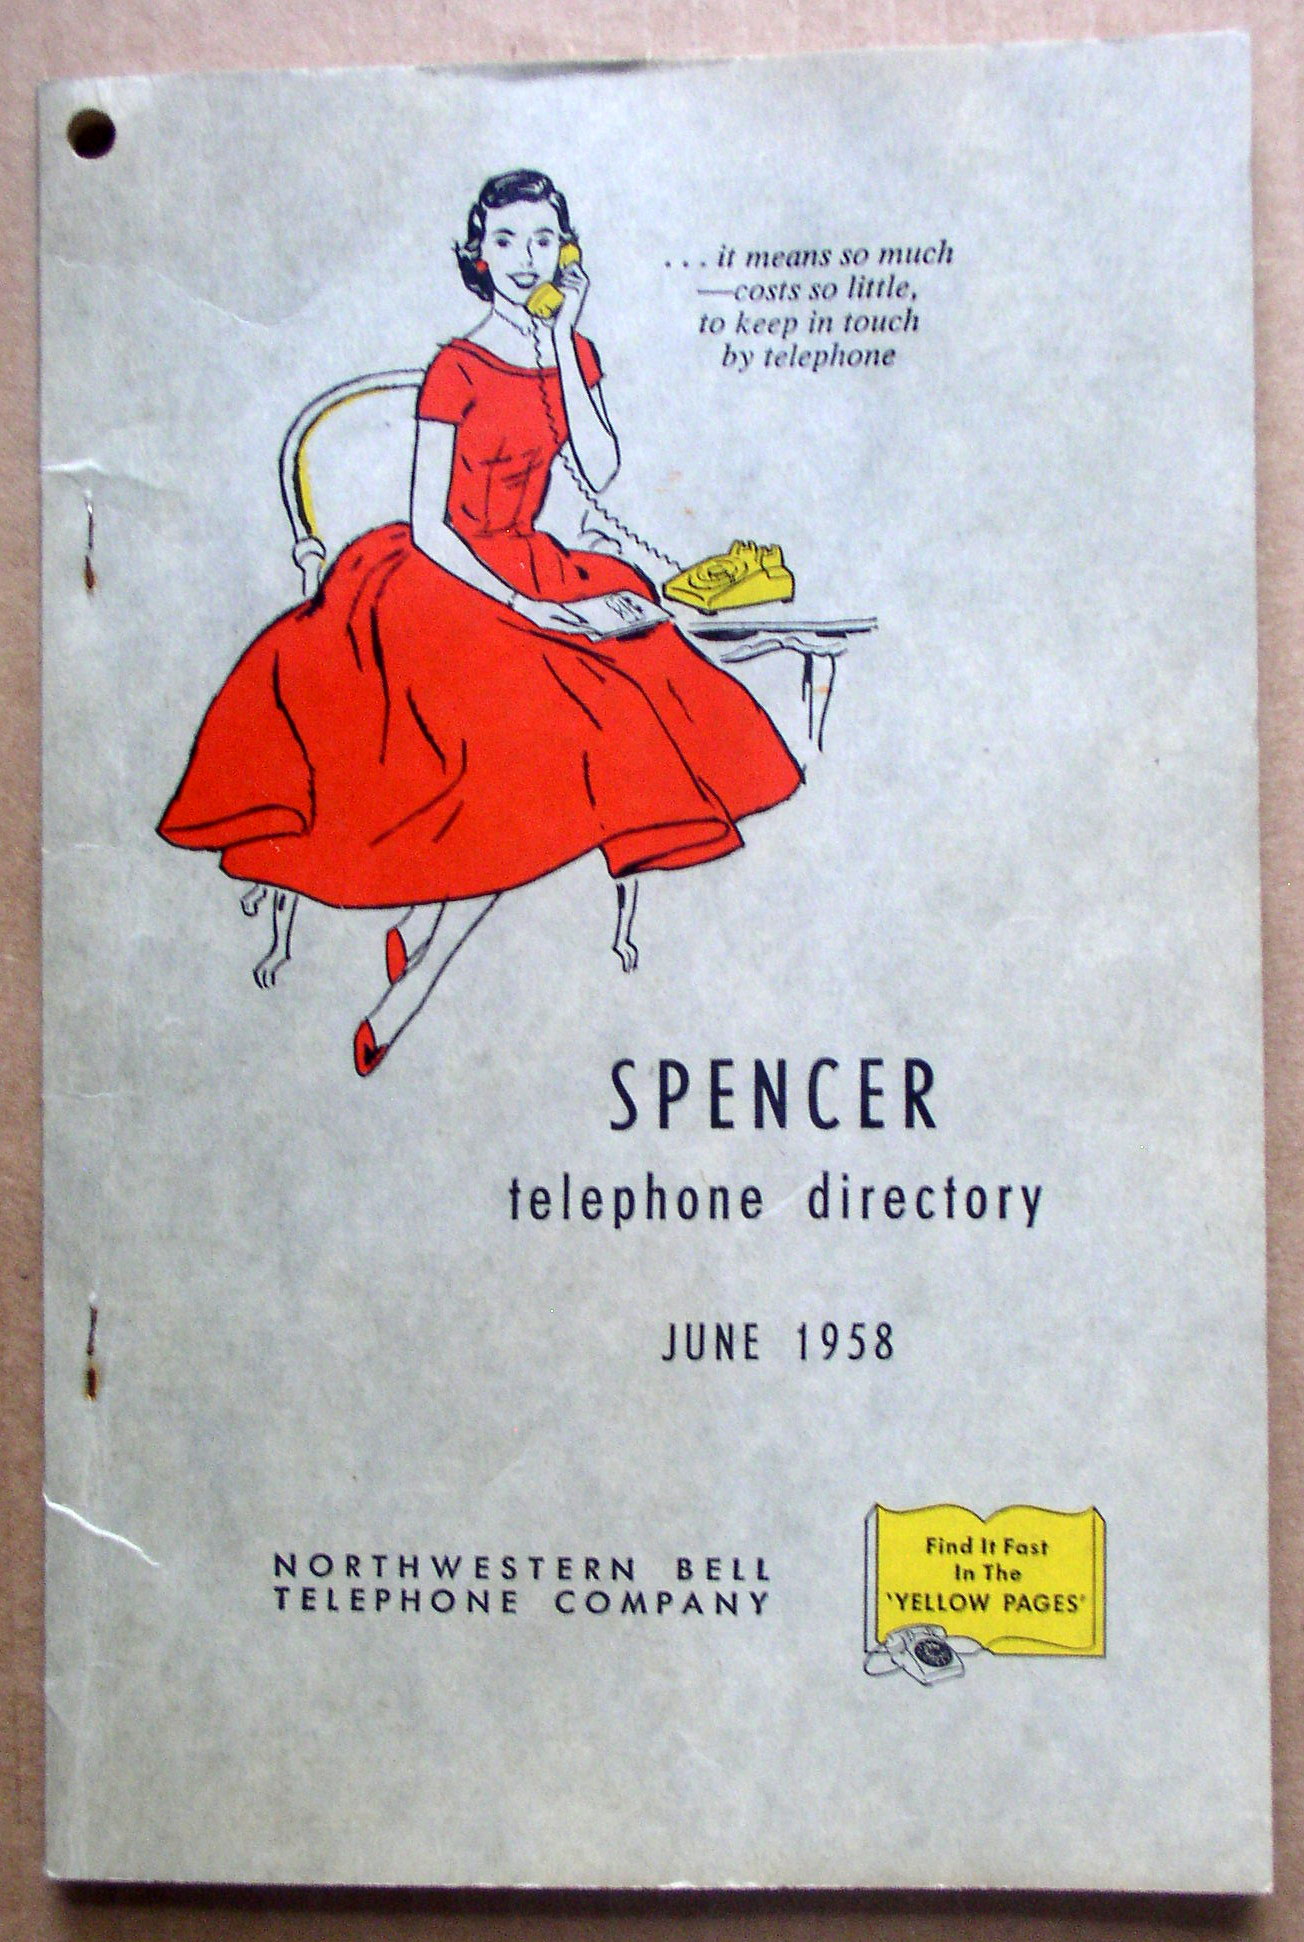 ...it means so much
—costs so little,
to keep in touch
by telephone
SPENCER
telephone directory
JUNE 1958
NORTHWESTERN BELL
TELEPHONE COMPANY
Find It Fast
In The
'YELLOW PAGES'